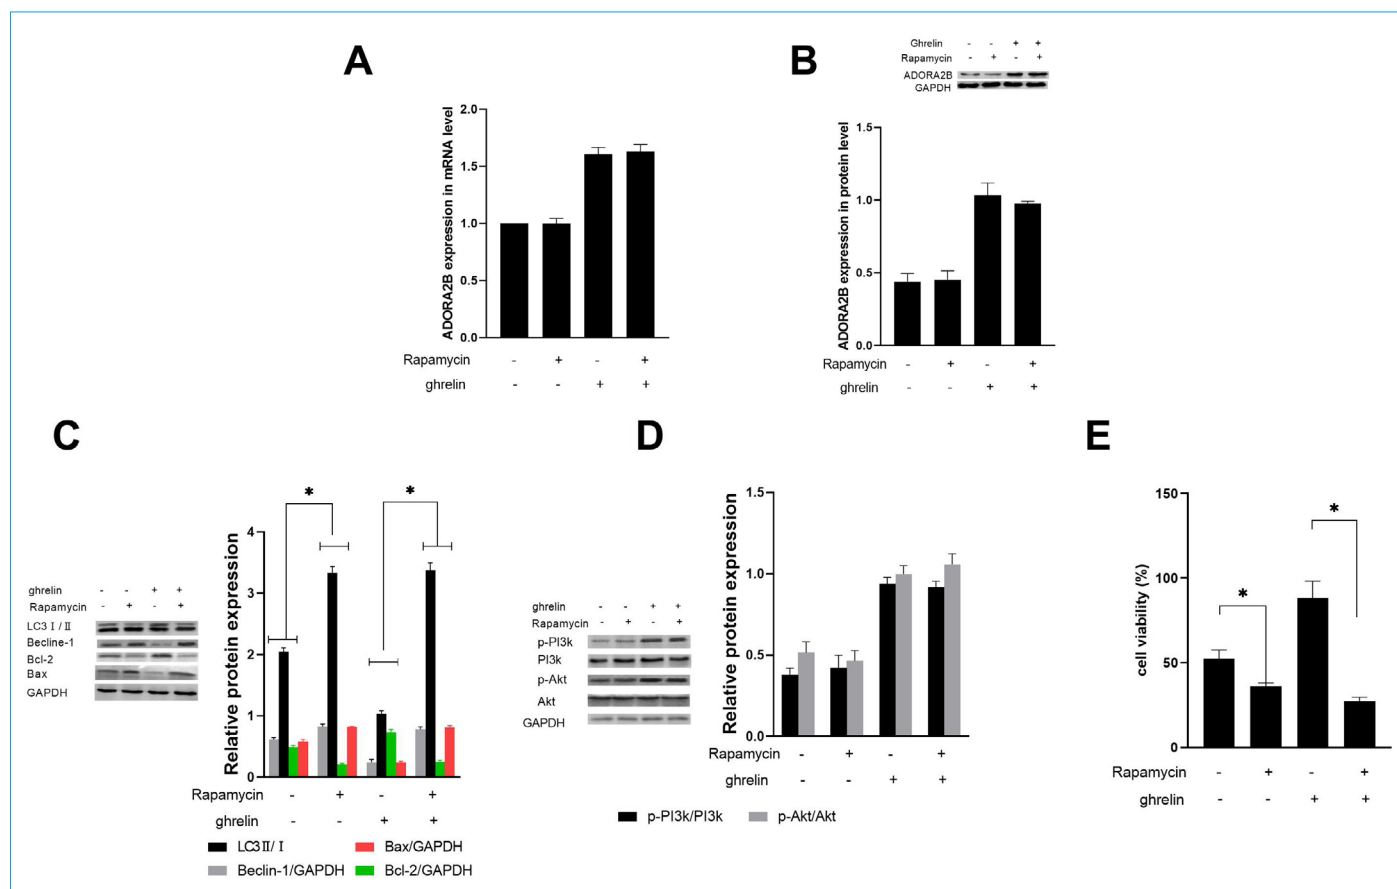 A
ADORA2B expression in mRNA level
2.0
1.5
1.0
0.5
0.0
Rapamycin - + - +
ghrelin - - + +
B
Ghrelin - - + +
Rapamycin - + - +
ADORA2B
GAPDH
ADORA2B expression in protein level
1.5
1.0
0.5
0.0
Rapamycin - + - +
ghrelin - - + +
C
ghrelin - - + +
Rapamycin - + - +
LC3 Ⅰ/Ⅱ
Becline-1
Bcl-2
Bax
GAPDH
Relative protein expression
* *
4
3
2
1
0
Rapamycin - + - +
ghrelin - - + +
LC3Ⅱ/Ⅰ
Bax/GAPDH
Beclin-1/GAPDH
Bcl-2/GAPDH
D
ghrelin - - + +
Rapamycin - + - +
p-PI3k
PI3k
p-Akt
Akt
GAPDH
Relative protein expression
1.5
1.0
0.5
0.0
Rapamycin - + - +
ghrelin - - + +
p-PI3k/PI3k
p-Akt/Akt
E
cell viability (%)
150
100
50
0
* *
Rapamycin - + - +
ghrelin - - + +